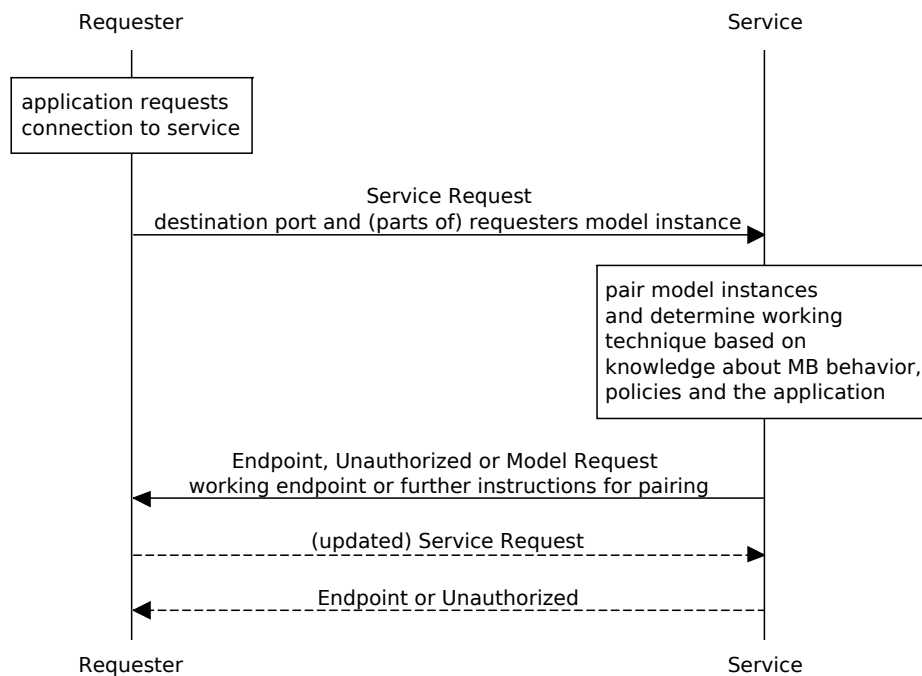 Requester
Service
application requests
connection to service
Service Request
destination port and (parts of) requesters model instance
pair model instances
and determine working
technique based on
knowledge about MB behavior,
policies and the application
Endpoint, Unauthorized or Model Request
working endpoint or further instructions for pairing
(updated) Service Request
Endpoint or Unauthorized
Requester
Service